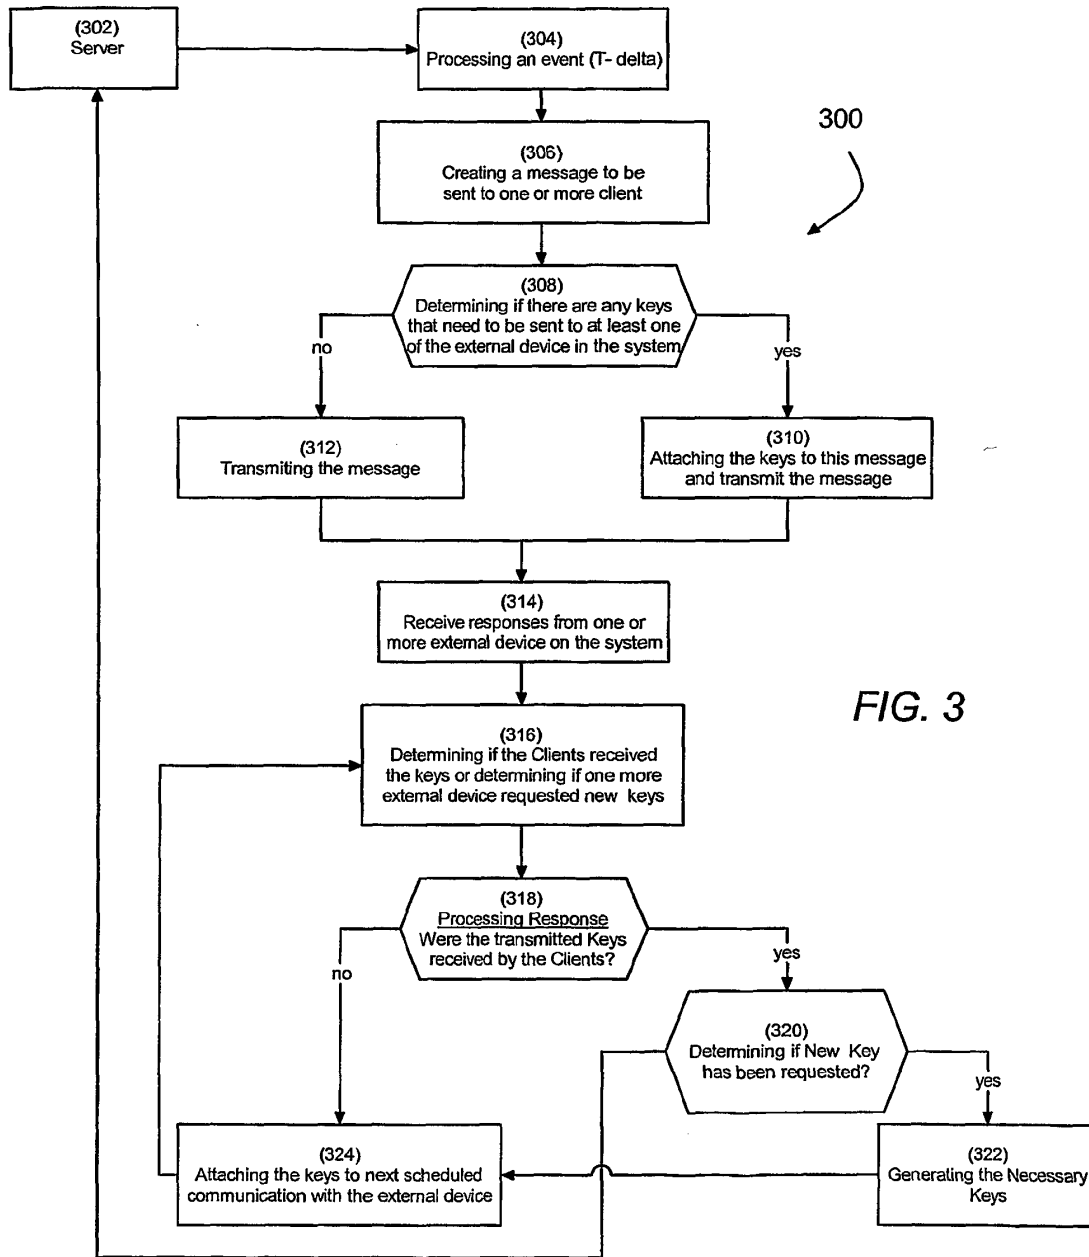 (302)
Server
(304)
Processing an event (T- delta)
300
(306)
Creating a message to be
sent to one or more client
(308)
Determining if there are any keys
that need to be sent to at least one
of the external device in the system
no
yes
(312)
Transmiting the message
(310)
Attaching the keys to this message
and transmit the message
(314)
Receive responses from one or
more external device on the system
FIG. 3
(316)
Determining if the Clients received
the keys or determining if one more
external device requested new keys
(318)
Processing Response
Were the transmitted Keys
received by the Clients?
no
yes
(320)
Determining if New Key
has been requested?
yes
(324)
Attaching the keys to next scheduled
communication with the external device
(322)
Generating the Necessary
Keys